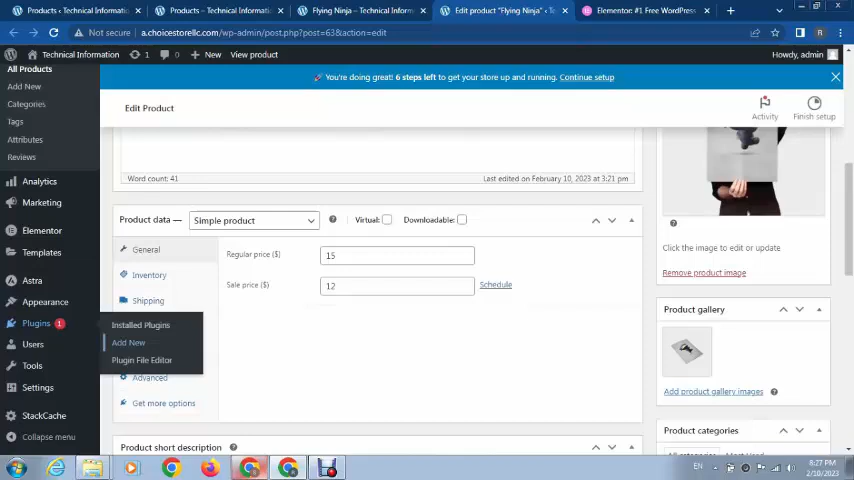 Products ‹ Technical Informati
Products – Technical Informatio
Flying Ninja – Technical Inform
Edit product "Flying Ninja" ‹ Te
Elementor: #1 Free WordPress
Not secure
a.choicestorellc.com/wp-admin/post.php?post=63&action=edit
R
Technical Information
1
0
New
View product
Howdy, admin
All Products
Add New
Categories
Tags
Attributes
Reviews
Analytics
Marketing
Elementor
Templates
Astra
Appearance
Plugins 1
Users
Tools
Settings
StackCache
Collapse menu
Installed Plugins
Add New
Plugin File Editor
🚀 You're doing great! 6 steps left to get your store up and running. Continue setup
Edit Product
Activity
Finish setup
Word count: 41
Last edited on February 10, 2023 at 3:21 pm
Product data —
Simple product
Virtual:
Downloadable:
General
Inventory
Shipping
Advanced
Get more options
Regular price ($)
15
Sale price ($)
12
Schedule
Product short description
Click the image to edit or update
Remove product image
Product gallery
Add product gallery images
Product categories
EN
8:27 PM
2/10/2023